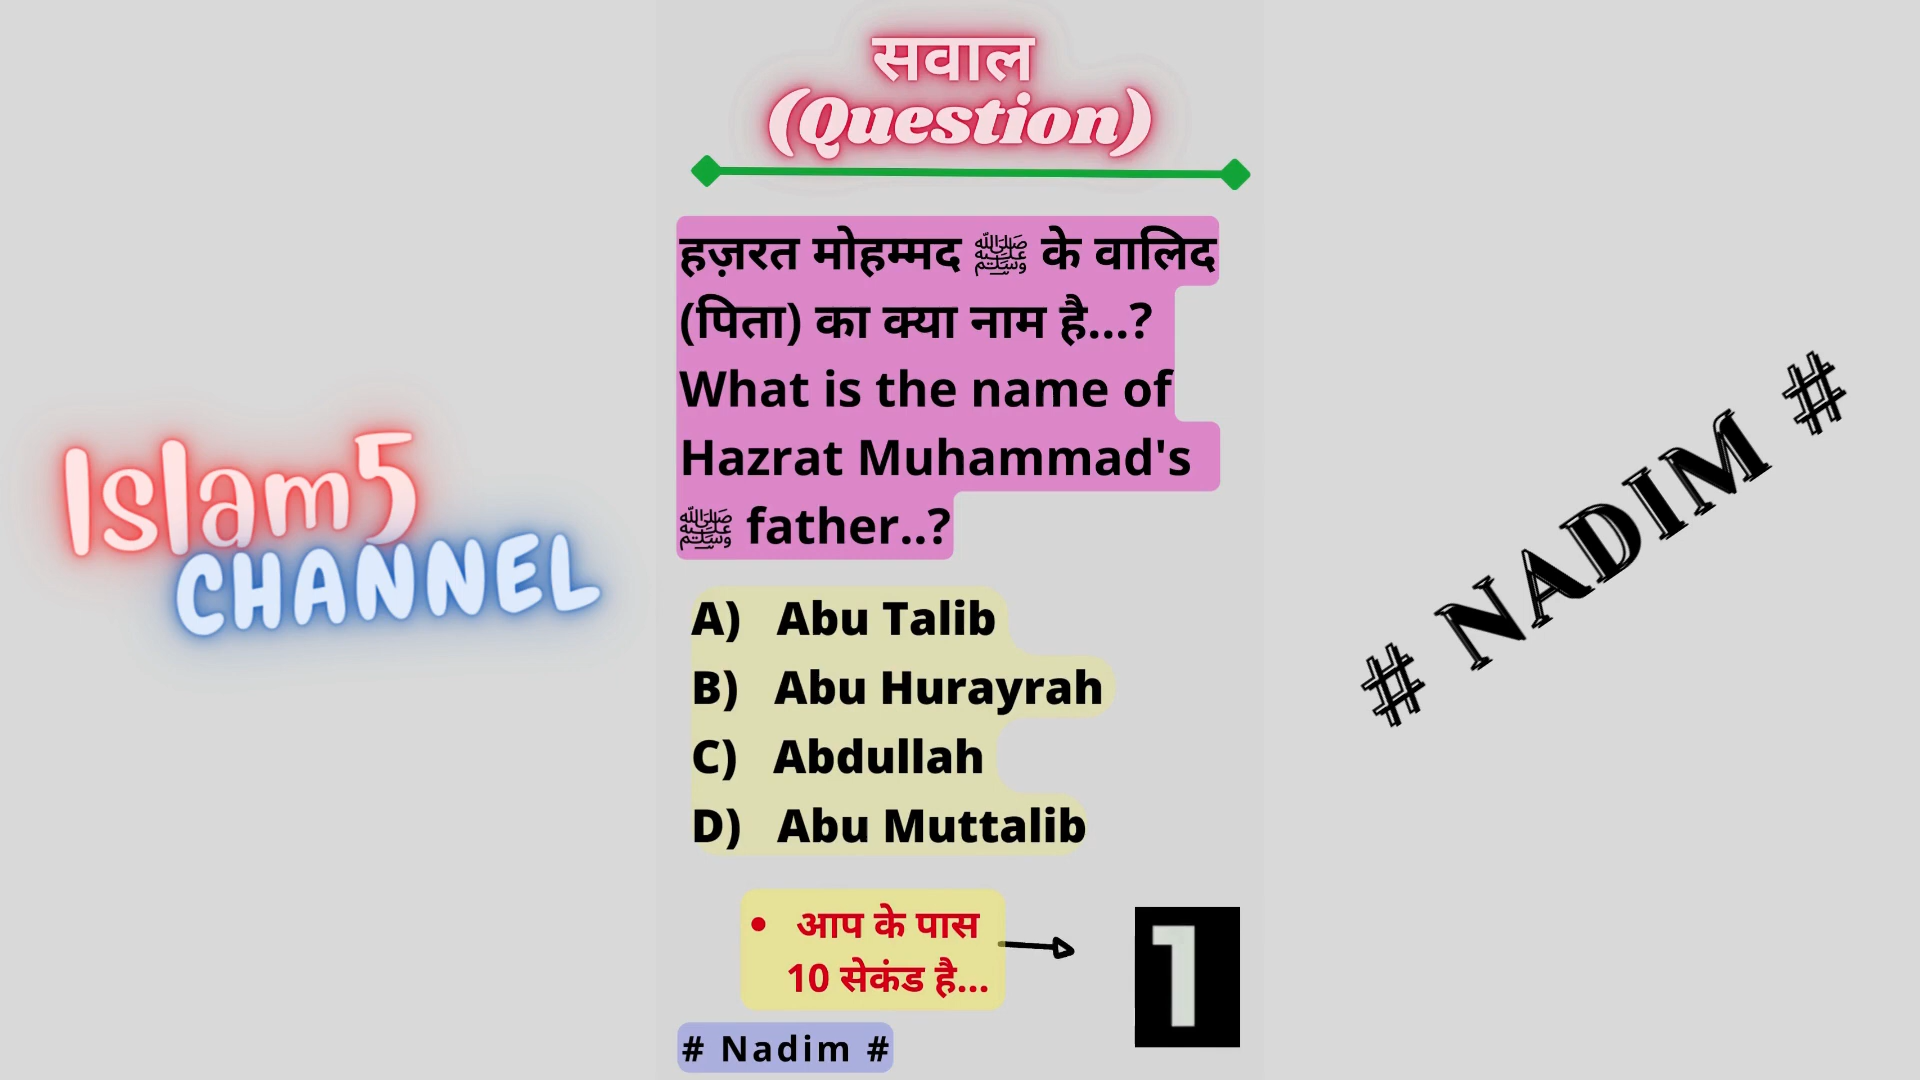 सवाल
(Question)
हज़रत मोहम्मद ﷺ के वालिद
(पिता) का क्या नाम है...?
What is the name of
Hazrat Muhammad's
ﷺ father..?
A) Abu Talib
B) Abu Hurayrah
C) Abdullah
D) Abu Muttalib
• आप के पास
10 सेकंड है...
1
# Nadim #
Islam5
CHANNEL
# NADIM #